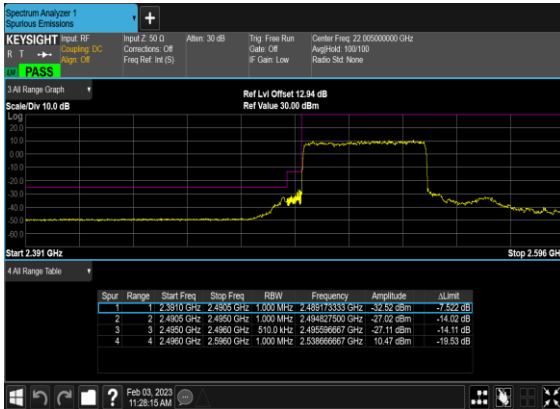 Spectrum Analyzer 1
Spurious Emissions
KEYSIGHT Input: RF Input Z: 50 Ω Atten: 30 dB Trig: Free Run Center Freq: 22.005000000 GHz
R T Coupling: DC Corrections: Off Gate: Off Avg|Hold: 100/100
Align: Off Freq Ref: Int (S) IF Gain: Low Radio Std: None
PASS
3 All Range Graph Ref Lvl Offset 12.94 dB
Scale/Div 10.0 dB Ref Value 30.00 dBm
Log
20.0
10.0
0.00
-10.0
-20.0
-30.0
-40.0
-50.0
-60.0
Start 2.391 GHz Stop 2.596 GH
4 All Range Table
Spur Range Start Freq Stop Freq RBW Frequency Amplitude ΔLimit
1 1 2.3910 GHz 2.4905 GHz 1.000 MHz 2.489173333 GHz -32.52 dBm -7.522 dB
2 2 2.4905 GHz 2.4950 GHz 1.000 MHz 2.494827500 GHz -27.02 dBm -14.02 dB
3 3 2.4950 GHz 2.4960 GHz 510.0 kHz 2.495596667 GHz -27.11 dBm -14.11 dB
4 4 2.4960 GHz 2.5960 GHz 1.000 MHz 2.538666667 GHz 10.47 dBm -19.53 dB
Feb 03, 2023
11:28:15 AM